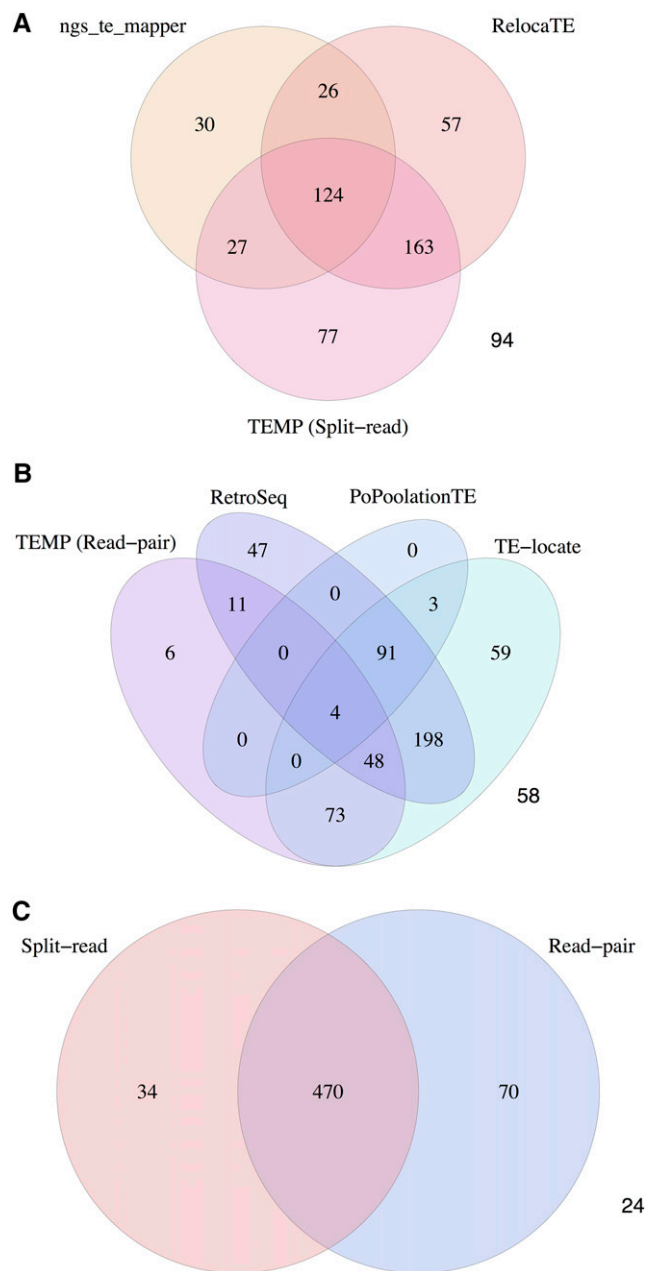 A
ngs_te_mapper RelocaTE
26
30 57
124
27 163
77 94
TEMP (Split-read)
B
RetroSeq PoPoolationTE
TEMP (Read-pair) TE-locate
47 0
11 0 3
6 0 91 59
4
0 0 48 198
73 58
C
Split-read Read-pair
34 470 70
24